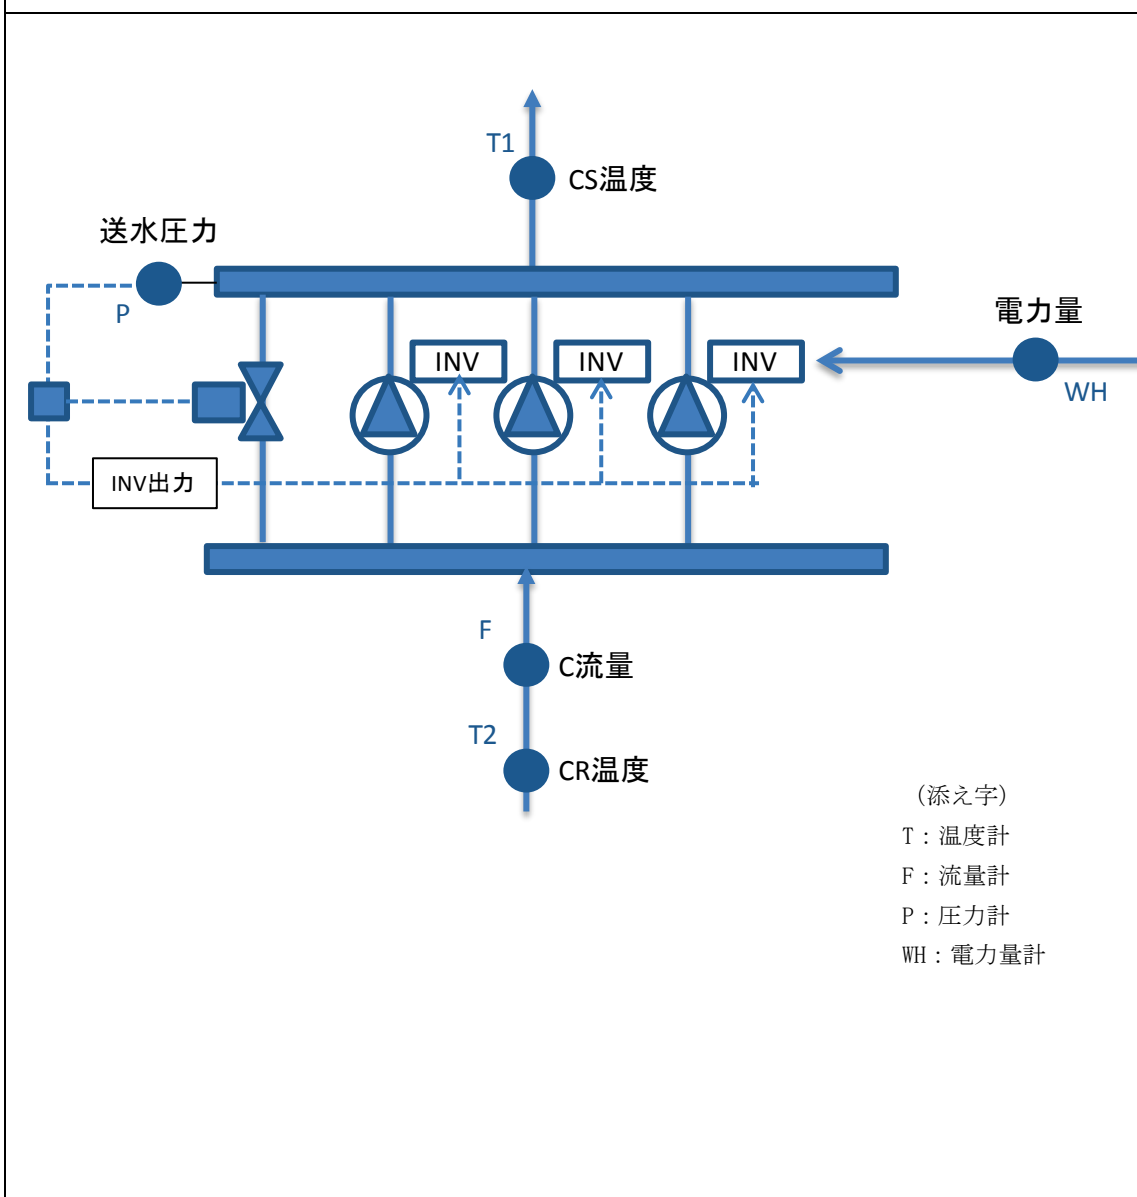 T1
CS温度
送水圧力
P
電力量
INV
INV
INV
WH
INV出力
F
C流量
T2
CR温度
（添え字）
T：温度計
F：流量計
P：圧力計
WH：電力量計